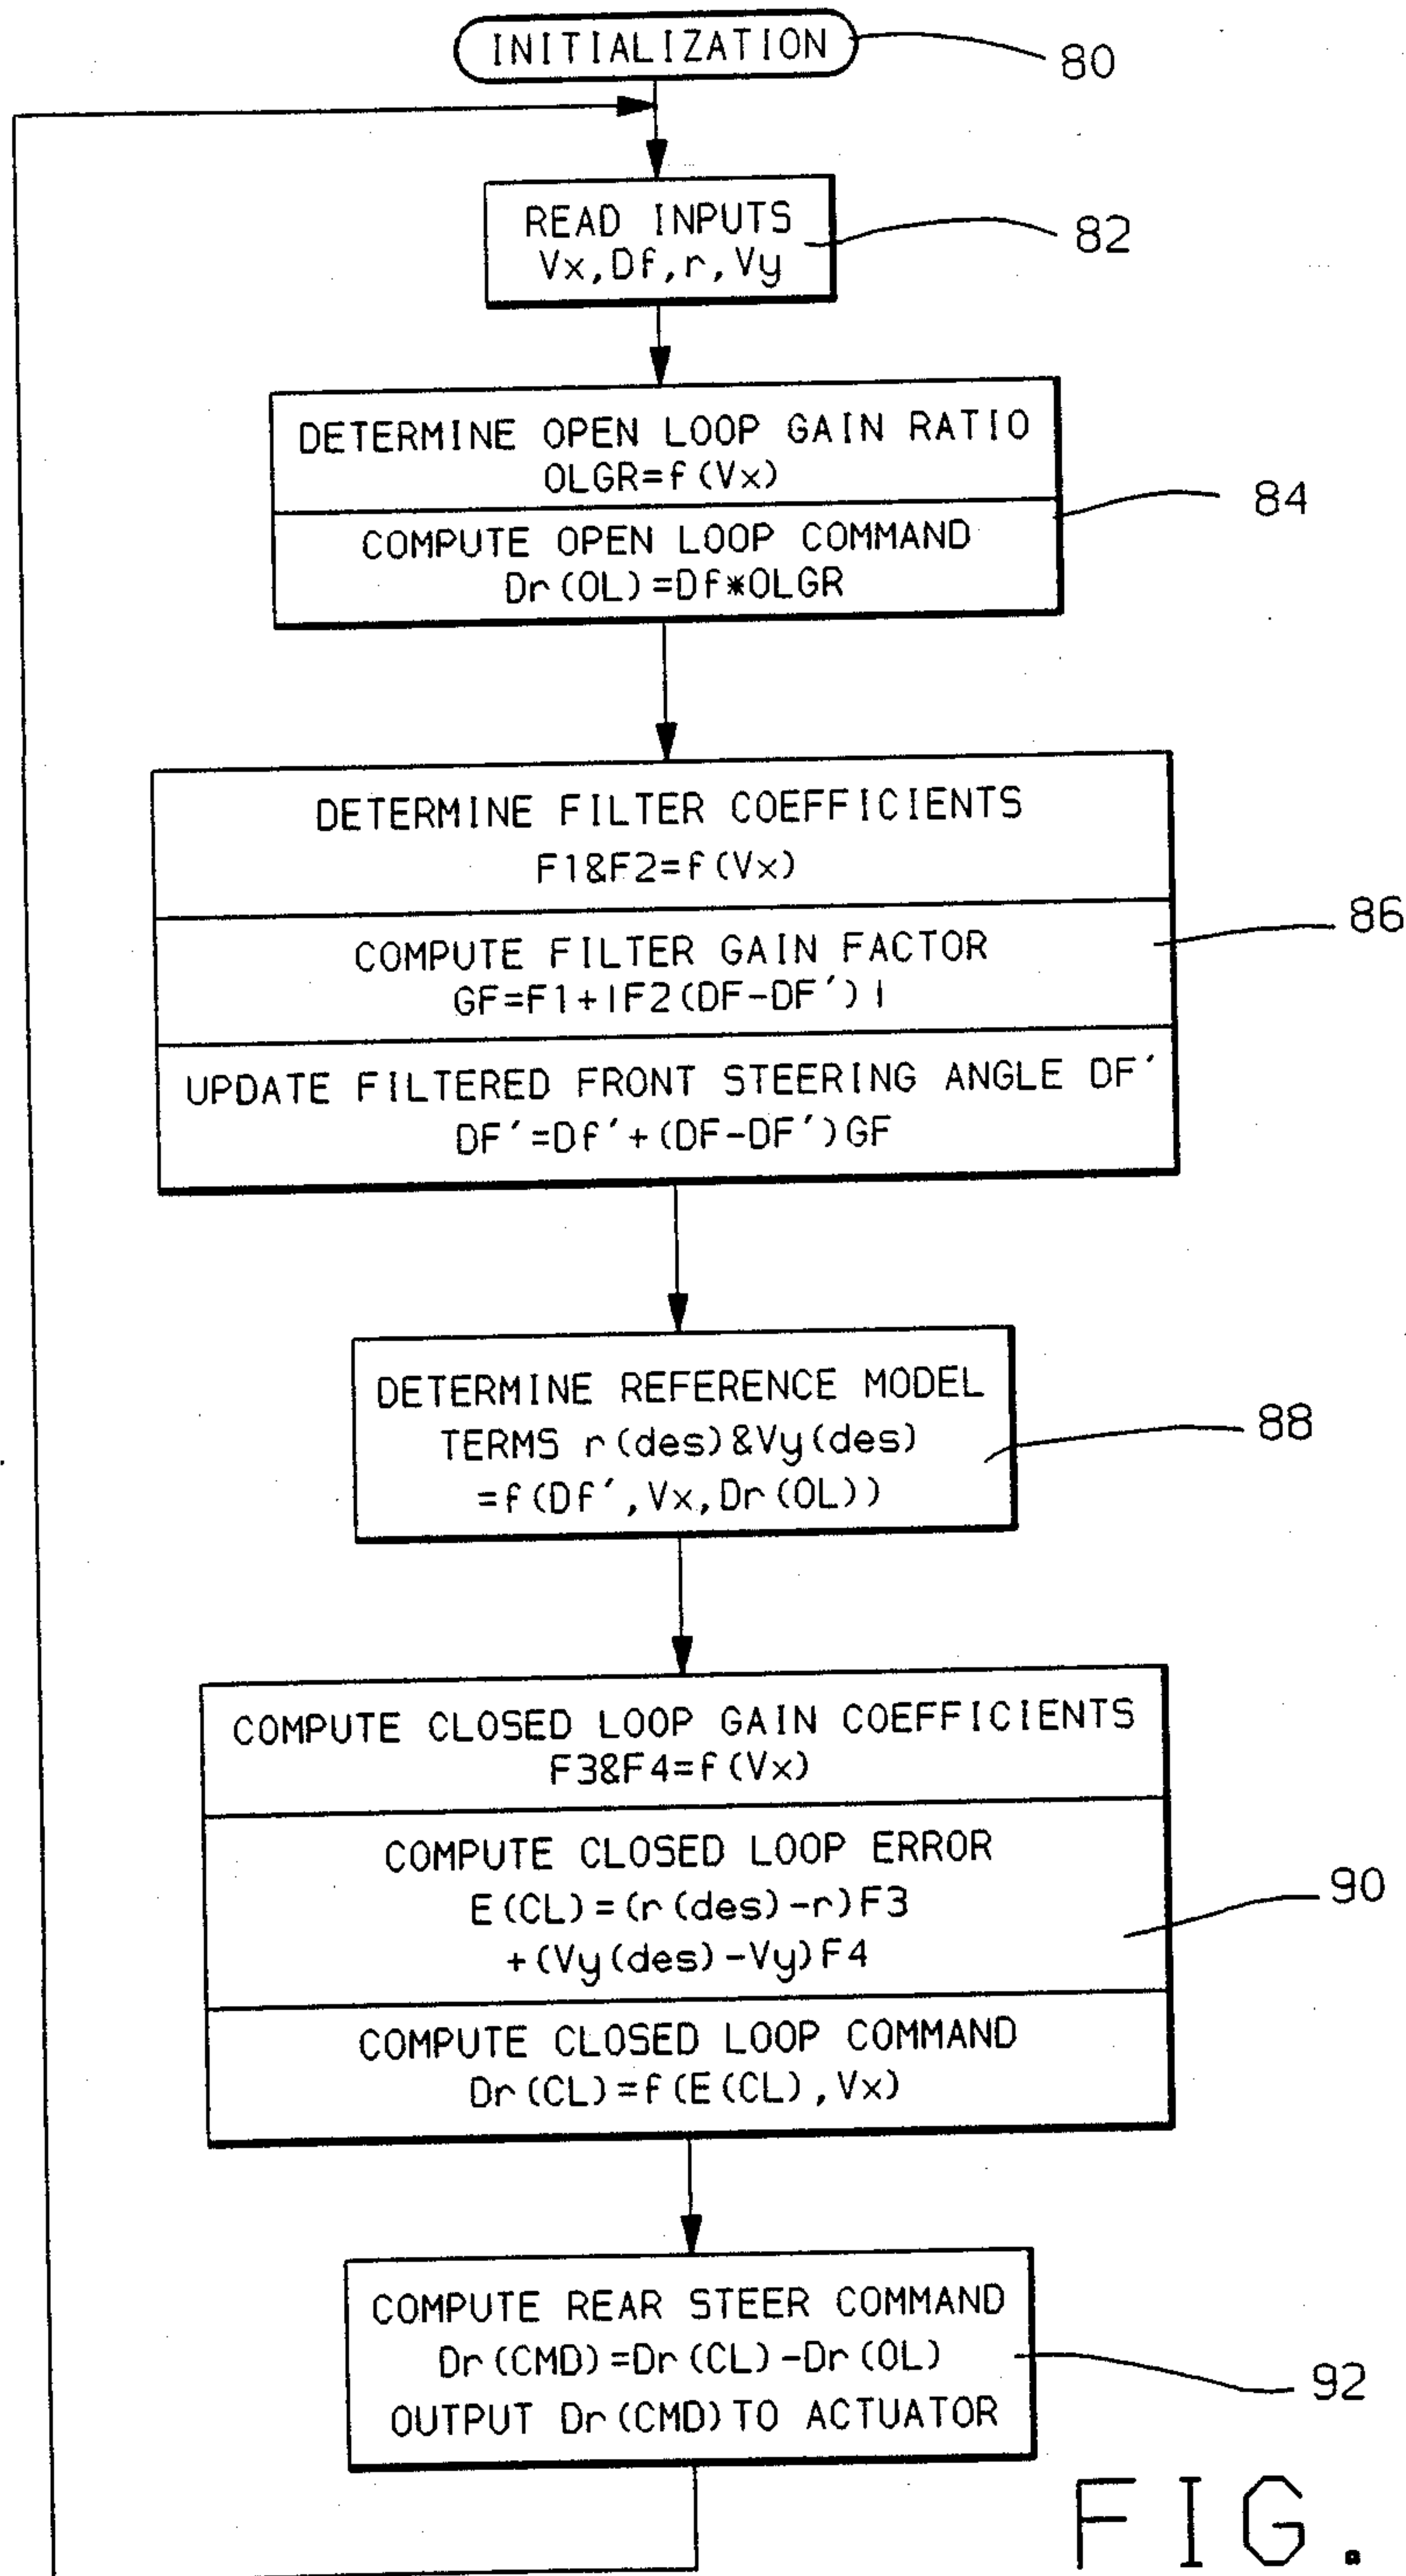 INITIALIZATION
80
READ INPUTS
Vx,Df,r,Vy
82
DETERMINE OPEN LOOP GAIN RATIO
OLGR=f(Vx)
COMPUTE OPEN LOOP COMMAND
Dr(OL)=Df*OLGR
84
DETERMINE FILTER COEFFICIENTS
F1&F2=f(Vx)
COMPUTE FILTER GAIN FACTOR
GF=F1+|F2(DF-DF')|
UPDATE FILTERED FRONT STEERING ANGLE DF'
DF'=Df'+(DF-DF')GF
86
DETERMINE REFERENCE MODEL
TERMS r(des)&Vy(des)
=f(Df',Vx,Dr(OL))
88
COMPUTE CLOSED LOOP GAIN COEFFICIENTS
F3&F4=f(Vx)
COMPUTE CLOSED LOOP ERROR
E(CL)=(r(des)-r)F3
+(Vy(des)-Vy)F4
COMPUTE CLOSED LOOP COMMAND
Dr(CL)=f(E(CL),Vx)
90
COMPUTE REAR STEER COMMAND
Dr(CMD)=Dr(CL)-Dr(OL)
OUTPUT Dr(CMD)TO ACTUATOR
92
FIG.